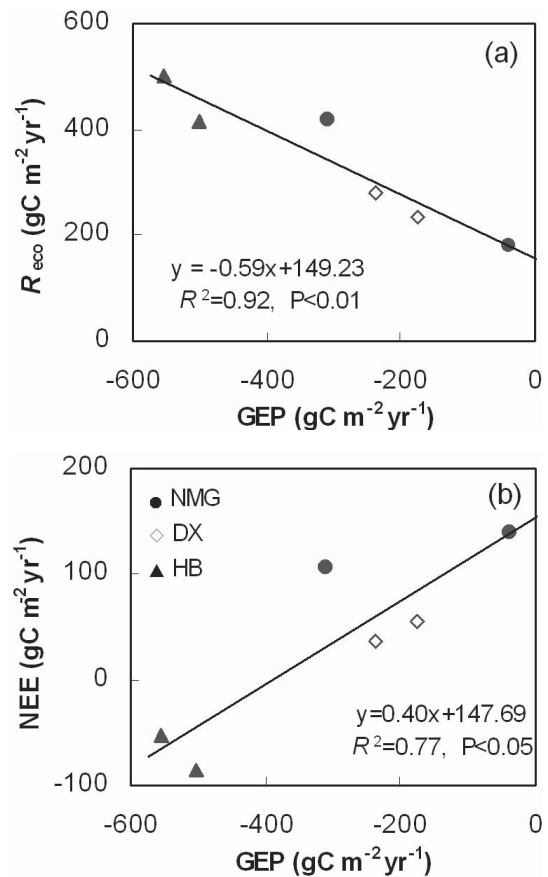 600
(a)
400
200
0
R eco (gC m⁻² yr⁻¹)
y = -0.59x+149.23
R ²=0.92, P<0.01
-600 -400 -200 0
GEP (gC m⁻² yr⁻¹)
200
(b)
NMG
DX
HB
100
0
-100
NEE (gC m⁻² yr⁻¹)
y=0.40x+147.69
R ²=0.77, P<0.05
-600 -400 -200 0
GEP (gC m⁻² yr⁻¹)